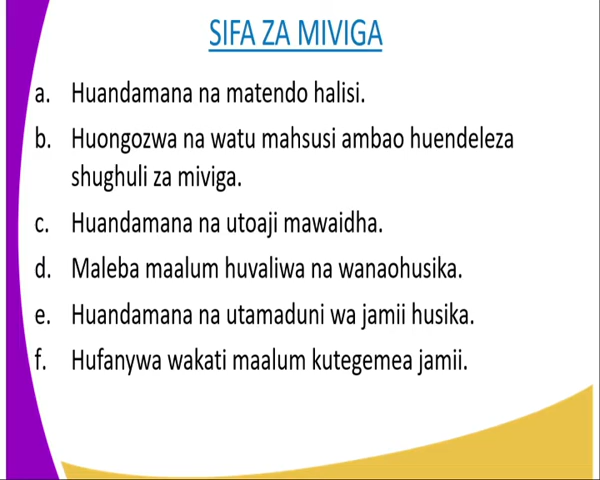 SIFA ZA MIVIGA
a. Huandamana na matendo halisi.
b. Huongozwa na watu mahsusi ambao huendeleza
shughuli za miviga.
c. Huandamana na utoaji mawaidha.
d. Maleba maalum huvaliwa na wanaohusika.
e. Huandamana na utamaduni wa jamii husika.
f. Hufanywa wakati maalum kutegemea jamii.